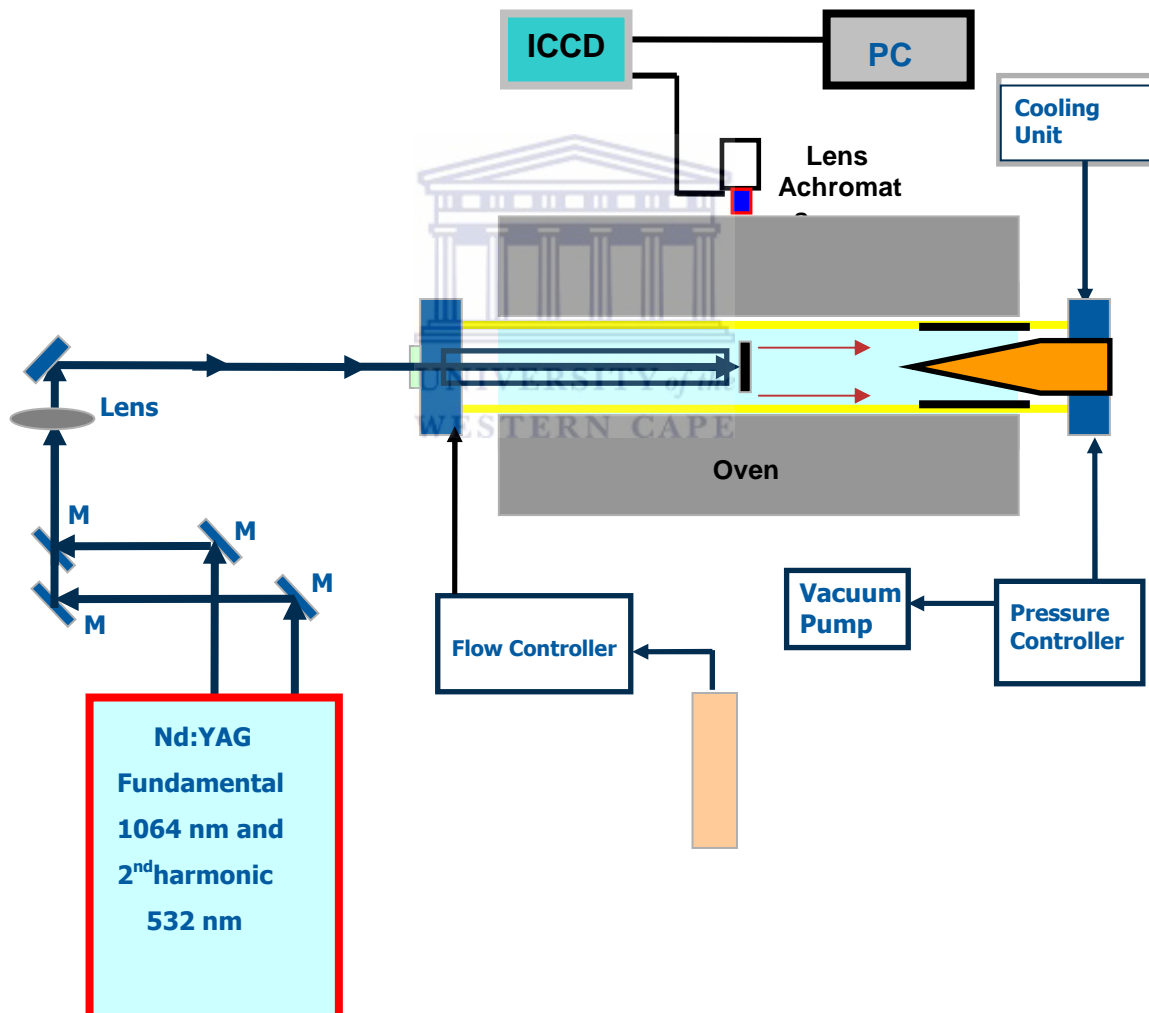 ICCD
PC
Cooling
Unit
Lens
Achromat
UNIVERSITY of the
WESTERN CAPE
Lens
Oven
M
M
M
M
Flow Controller
Vacuum
Pump
Pressure
Controller
Nd:YAG
Fundamental
1064 nm and
2ndharmonic
532 nm